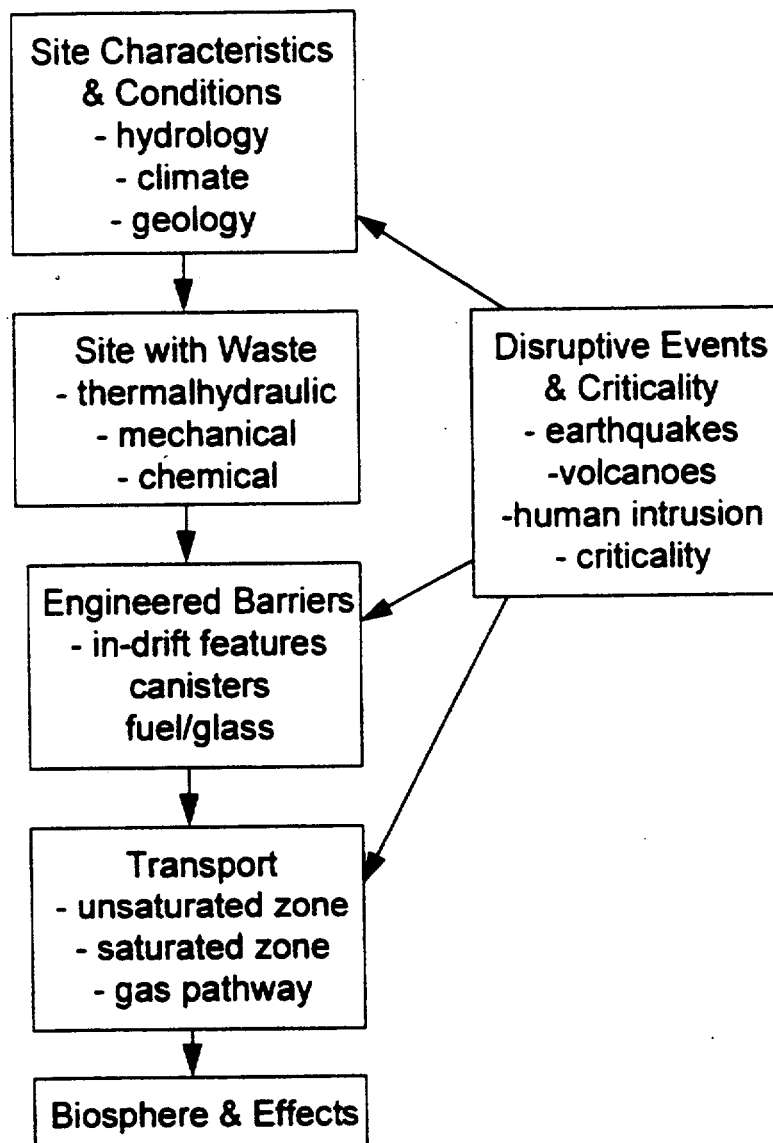 Site Characteristics
& Conditions
- hydrology
- climate
- geology
Site with Waste
- thermalhydraulic
- mechanical
- chemical
Disruptive Events
& Criticality
- earthquakes
-volcanoes
-human intrusion
- criticality
Engineered Barriers
- in-drift features
canisters
fuel/glass
Transport
- unsaturated zone
- saturated zone
- gas pathway
Biosphere & Effects